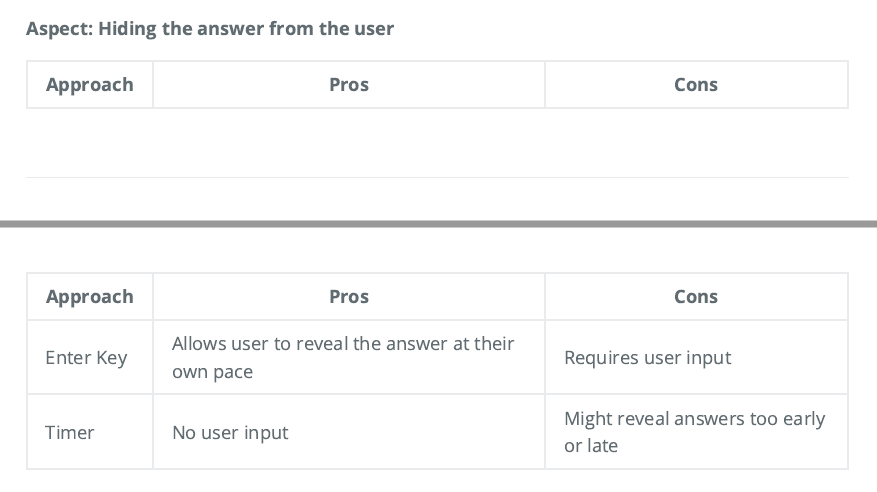 Aspect: Hiding the answer from the user
Approach Pros Cons
Approach Pros Cons
Enter Key Allows user to reveal the answer at their own pace Requires user input
Timer No user input Might reveal answers too early or late